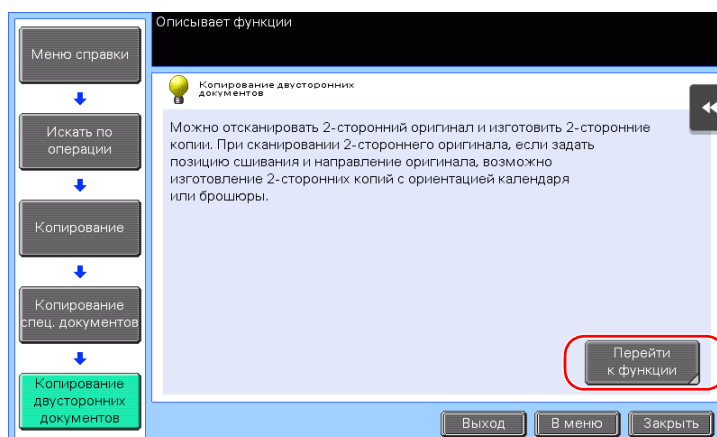 Описывает функции
Меню справки
Искать по
операции
Копирование
Копирование
спец. документов
Копирование
двусторонних
документов
Копирование двусторонних
документов
Можно отсканировать 2-сторонний оригинал и изготовить 2-сторонние
копии. При сканировании 2-стороннего оригинала, если задать
позицию сшивания и направление оригинала, возможно
изготовление 2-сторонних копий с ориентацией календаря
или брошюры.
Перейти
к функции
Выход
В меню
Закрыть